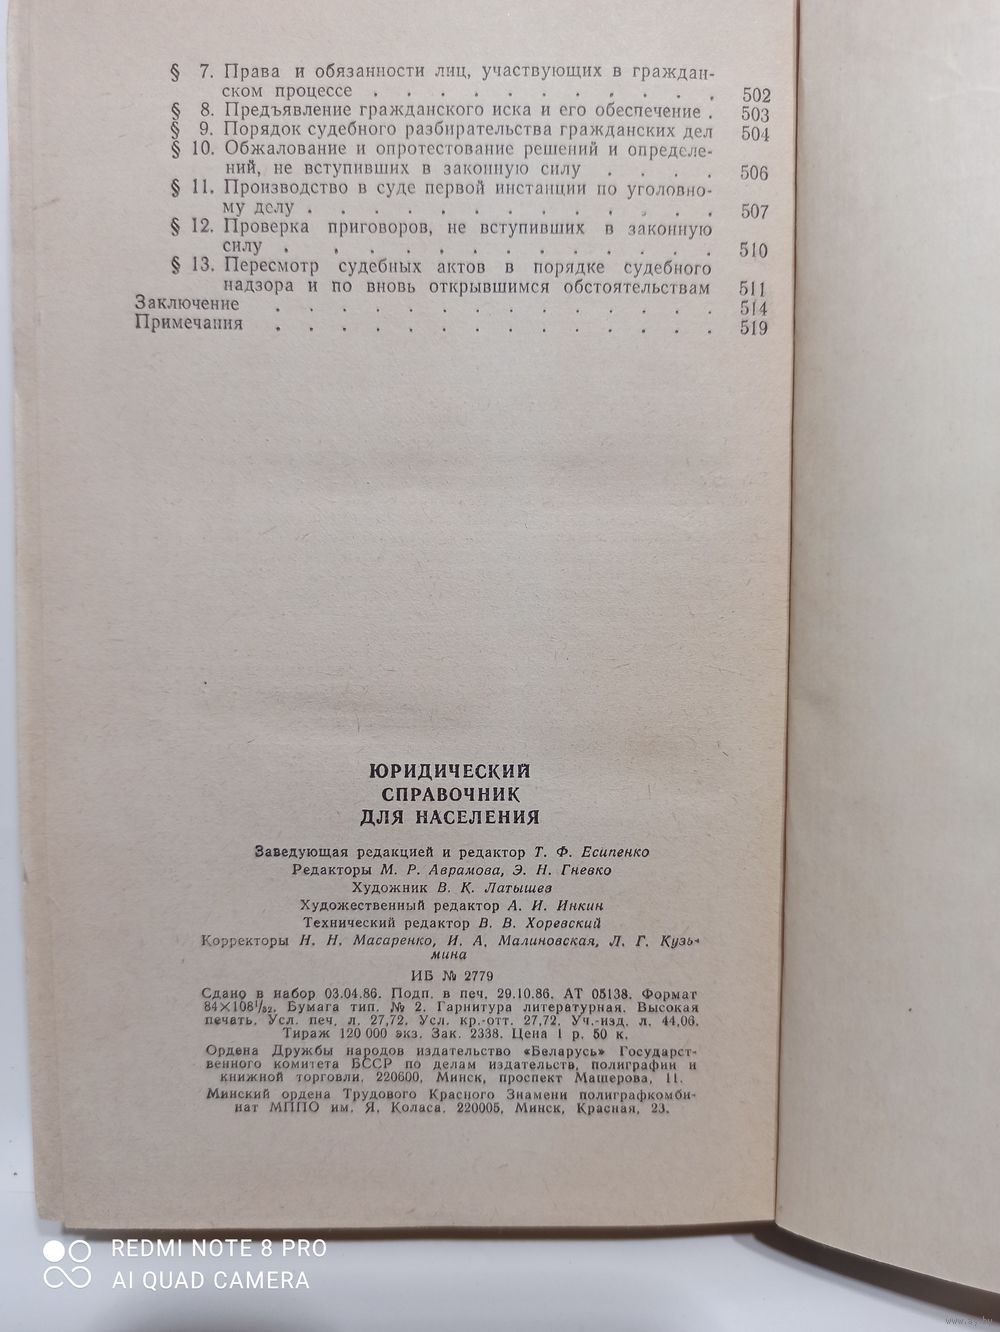 § 7. Права и обязанности лиц, участвующих в граждан-
ском процессе . . . . . . . . . . 502
§ 8. Предъявление гражданского иска и его обеспечение . 503
§ 9. Порядок судебного разбирательства гражданских дел 504
§ 10. Обжалование и опротестование решений и определе-
ний, не вступивших в законную силу . . . . 506
§ 11. Производство в суде первой инстанции по уголовно-
му делу . . . . . . . . . . . . . 507
§ 12. Проверка приговоров, не вступивших в законную
силу . . . . . . . . . . . . . . 510
§ 13. Пересмотр судебных актов в порядке судебного
надзора и по вновь открывшимся обстоятельствам 511
Заключение . . . . . . . . . . . . . . 514
Примечания . . . . . . . . . . . . . . 519
ЮРИДИЧЕСКИЙ
СПРАВОЧНИК
ДЛЯ НАСЕЛЕНИЯ
Заведующая редакцией и редактор Т. Ф. Есипенко
Редакторы М. Р. Аврамова, Э. Н. Гневко
Художник В. К. Латышев
Художественный редактор А. И. Инкин
Технический редактор В. В. Хоревский
Корректоры Н. Н. Масаренко, И. А. Малиновская, Л. Г. Кузь-
мина
ИБ № 2779
Сдано в набор 03.04.86. Подп. в печ. 29.10.86. АТ 05138. Формат
84×108¹/₃₂. Бумага тип. № 2. Гарнитура литературная. Высокая
печать. Усл. печ. л. 27,72. Усл. кр.-отт. 27,72. Уч.-изд. л. 44,06.
Тираж 120 000 экз. Зак. 2338. Цена 1 р. 50 к.
Ордена Дружбы народов издательство «Беларусь» Государст-
венного комитета БССР по делам издательств, полиграфии и
книжной торговли. 220600, Минск, проспект Машерова, 11.
Минский ордена Трудового Красного Знамени полиграфкомби-
нат МППО им. Я. Коласа. 220005, Минск, Красная, 23.
REDMI NOTE 8 PRO
AI QUAD CAMERA
www.ay.by